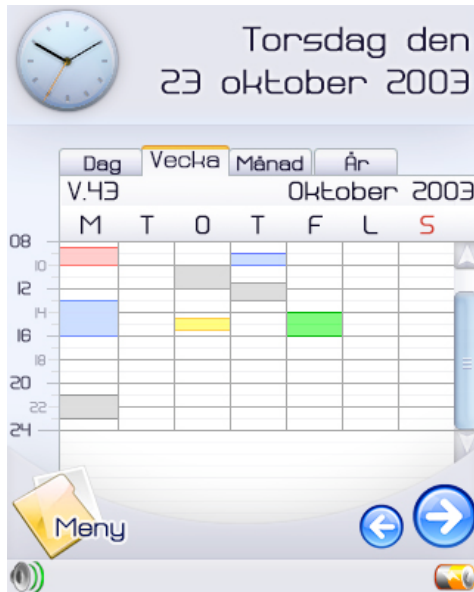 Torsdag den
23 oktober 2003
Dag Vecka Månad År
V.43 Oktober 2003
M T O T F L S
08
10
12
14
16
18
20
22
24
Meny